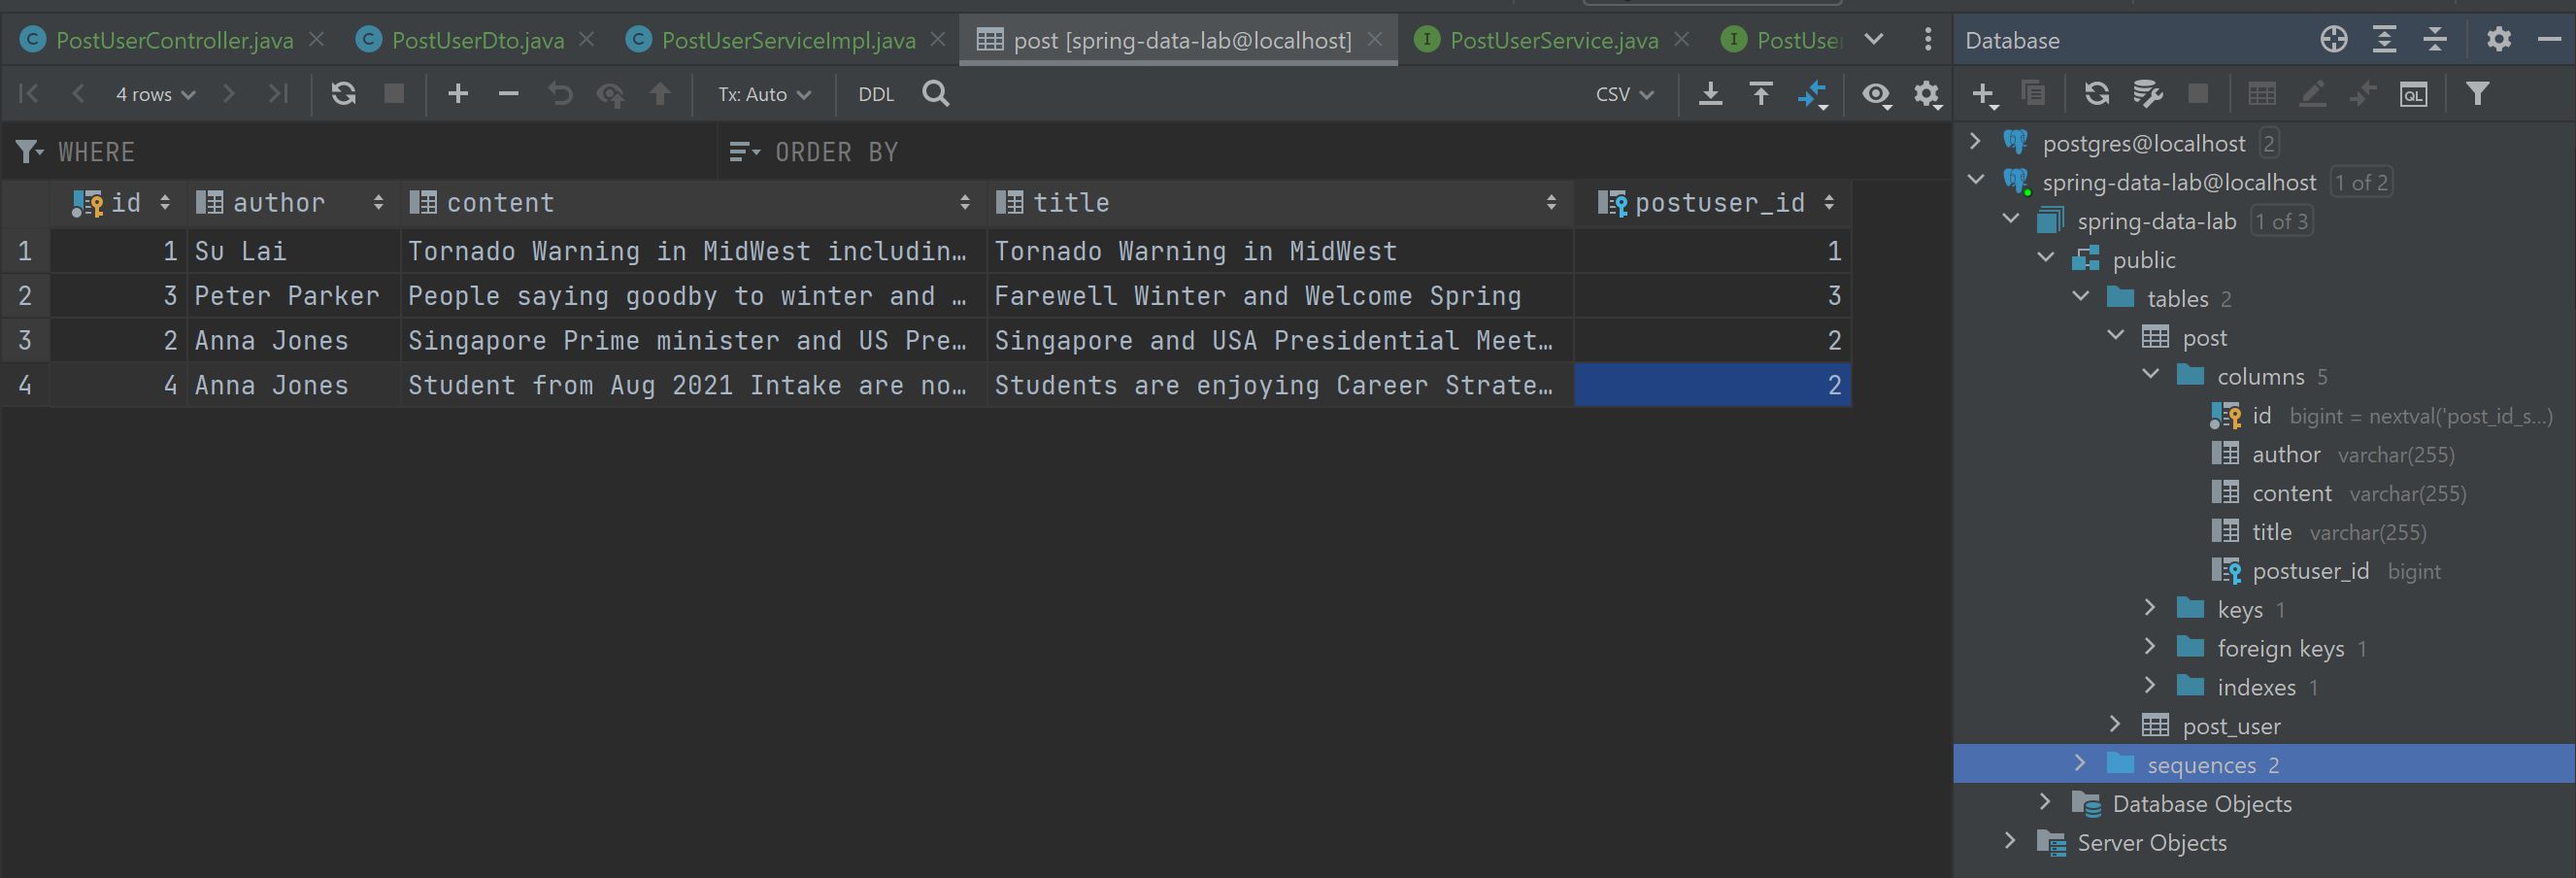 PostUserController.java PostUserDto.java PostUserServiceImpl.java post [spring-data-lab@localhost] PostUserService.java PostUser
4 rows Tx: Auto DDL CSV
WHERE ORDER BY
id author content title postuser_id
1 1 Su Lai Tornado Warning in MidWest includin… Tornado Warning in MidWest 1
2 3 Peter Parker People saying goodby to winter and … Farewell Winter and Welcome Spring 3
3 2 Anna Jones Singapore Prime minister and US Pre… Singapore and USA Presidential Meet… 2
4 4 Anna Jones Student from Aug 2021 Intake are no… Students are enjoying Career Strate… 2
Database
QL
postgres@localhost 2
spring-data-lab@localhost 1 of 2
spring-data-lab 1 of 3
public
tables 2
post
columns 5
id bigint = nextval('post_id_s...)
author varchar(255)
content varchar(255)
title varchar(255)
postuser_id bigint
keys 1
foreign keys 1
indexes 1
post_user
sequences 2
Database Objects
Server Objects